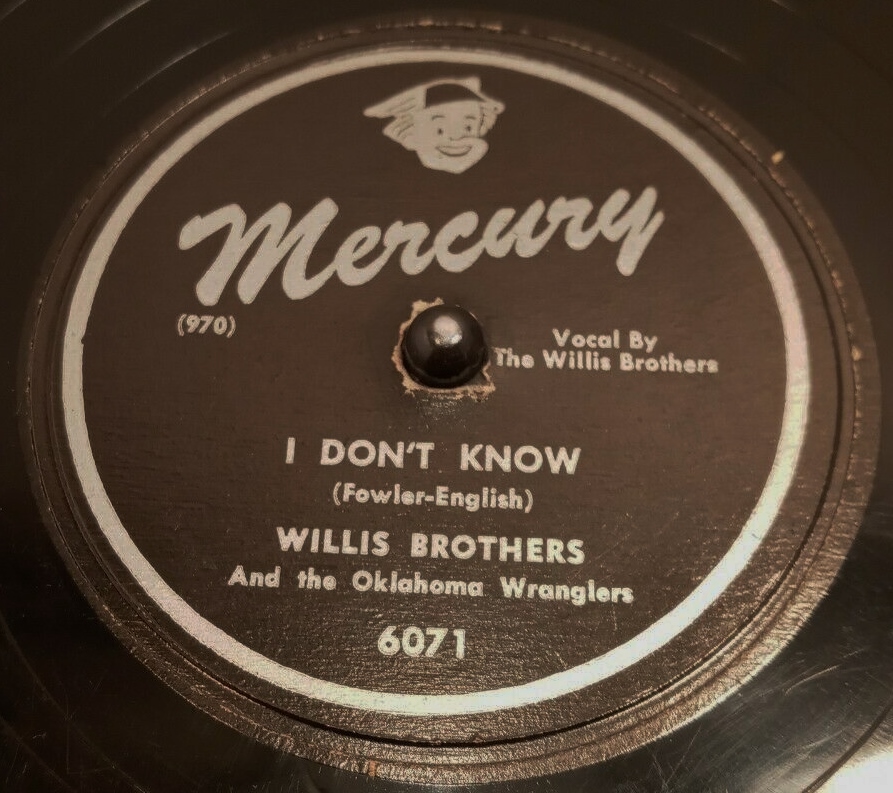 Mercury
(970)
Vocal By
The Willis Brothers
I DON'T KNOW
(Fowler-English)
WILLIS BROTHERS
And the Oklahoma Wranglers
6071